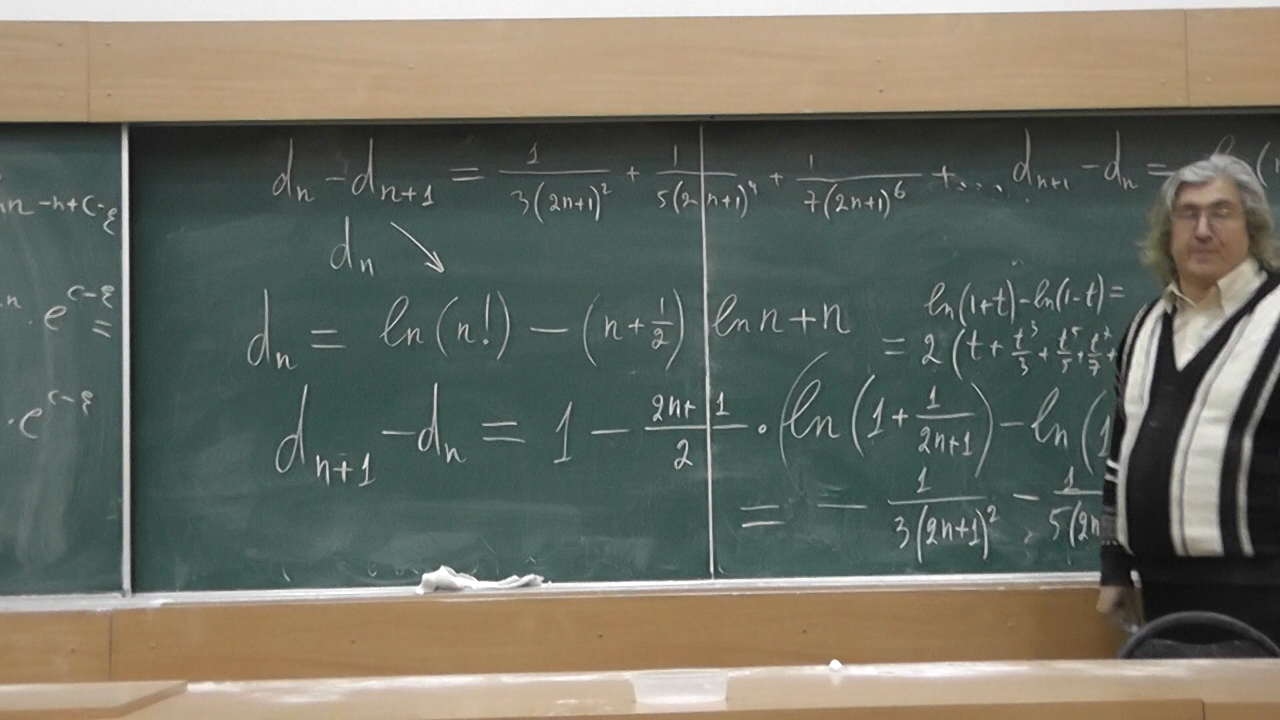 n - n + c - ξ
n . e^{c-ξ} =
· e^{c-ξ}
d_n - d_{n+1} = 1/(3(2n+1)^2) + 1/(5(2n+1)^4) + 1/(7(2n+1)^6) + .... d_{n+1} - d_n =
d_n ↘
d_n = ln(n!) - (n + 1/2) ln n + n
ln(1+t) - ln(1-t) =
= 2(t + t^3/3 + t^5/5 + t^7/7 +
d_{n+1} - d_n = 1 - (2n+1)/2 · (ln(1 + 1/(2n+1)) - ln(1
= - 1/(3(2n+1)^2) - 1/(5(2n